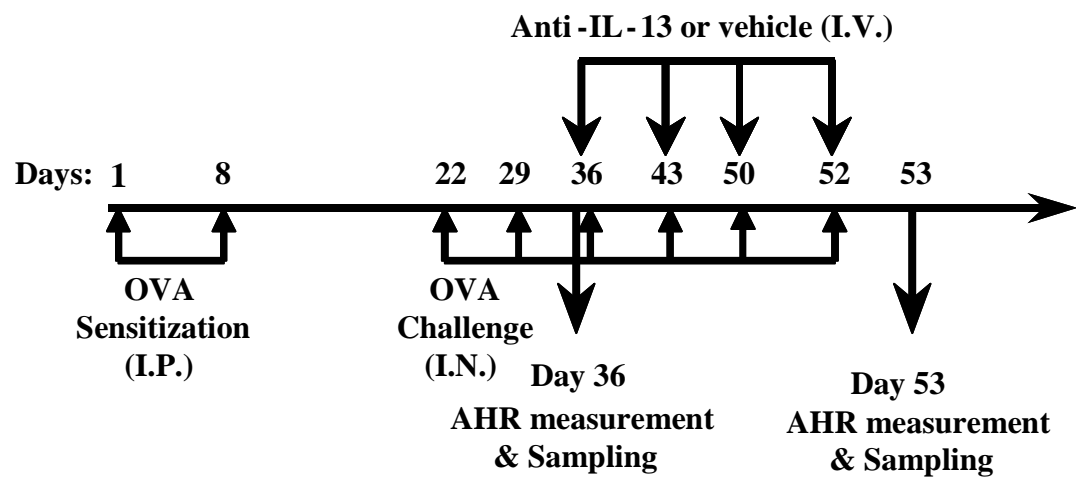 Anti-IL-13 or vehicle (I.V.)
Days: 1 8 22 29 36 43 50 52 53
OVA
Sensitization
(I.P.)
OVA
Challenge
(I.N.)
Day 36
AHR measurement
& Sampling
Day 53
AHR measurement
& Sampling